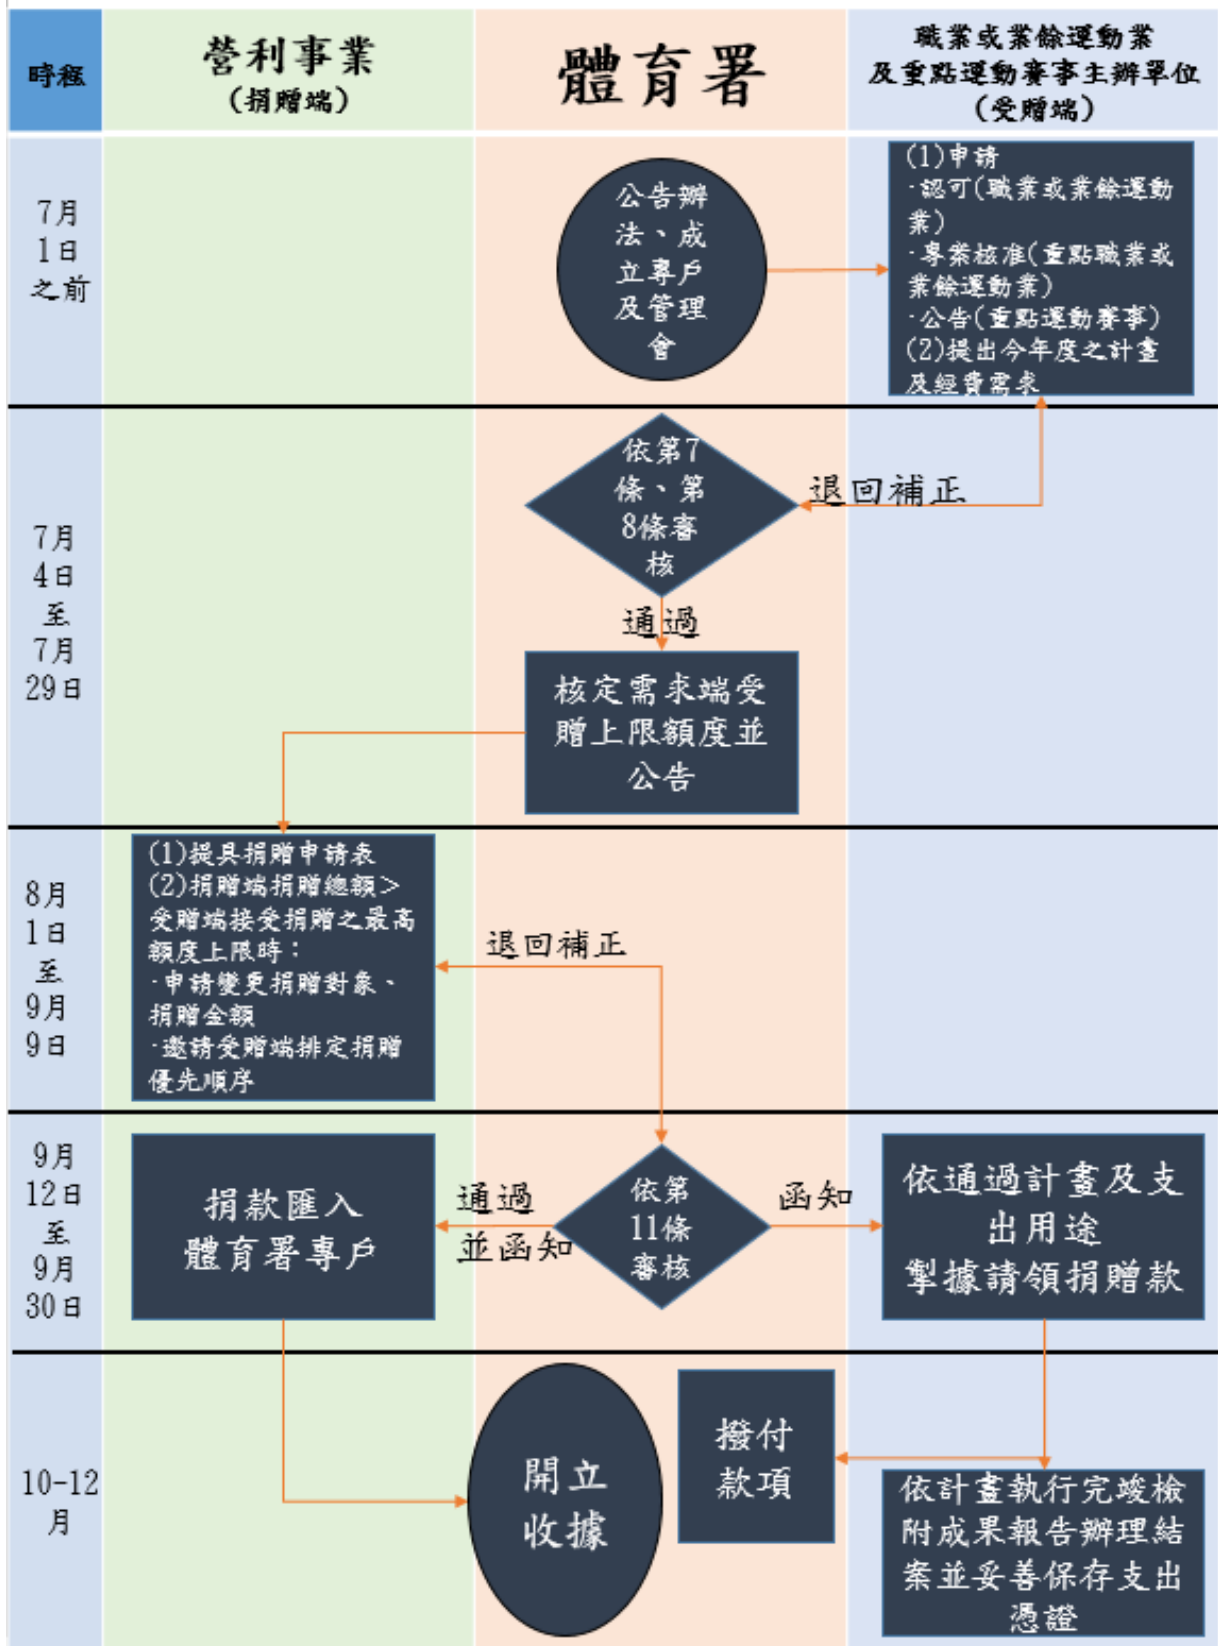 時程
營利事業
(捐贈端)
體育署
職業或業餘運動業
及重點運動賽事主辦單位
(受贈端)
7月
1日
之前
公告辦
法、成
立專戶
及管理
會
(1)申請
·認可(職業或業餘運動
業)
·專案核准(重點職業或
業餘運動業)
·公告(重點運動賽事)
(2)提出今年度之計畫
及經費需求
7月
4日
至
7月
29日
依第7
條、第
8條審
核
退回補正
通過
核定需求端受
贈上限額度並
公告
8月
1日
至
9月
9日
(1)提具捐贈申請表
(2)捐贈端捐贈總額＞
受贈端接受捐贈之最高
額度上限時：
·申請變更捐贈對象、
捐贈金額
·邀請受贈端排定捐贈
優先順序
退回補正
9月
12日
至
9月
30日
捐款匯入
體育署專戶
通過
並函知
依第
11條
審核
函知
依通過計畫及支
出用途
掣據請領捐贈款
10-12
月
開立
收據
撥付
款項
依計畫執行完竣檢
附成果報告辦理結
案並妥善保存支出
憑證